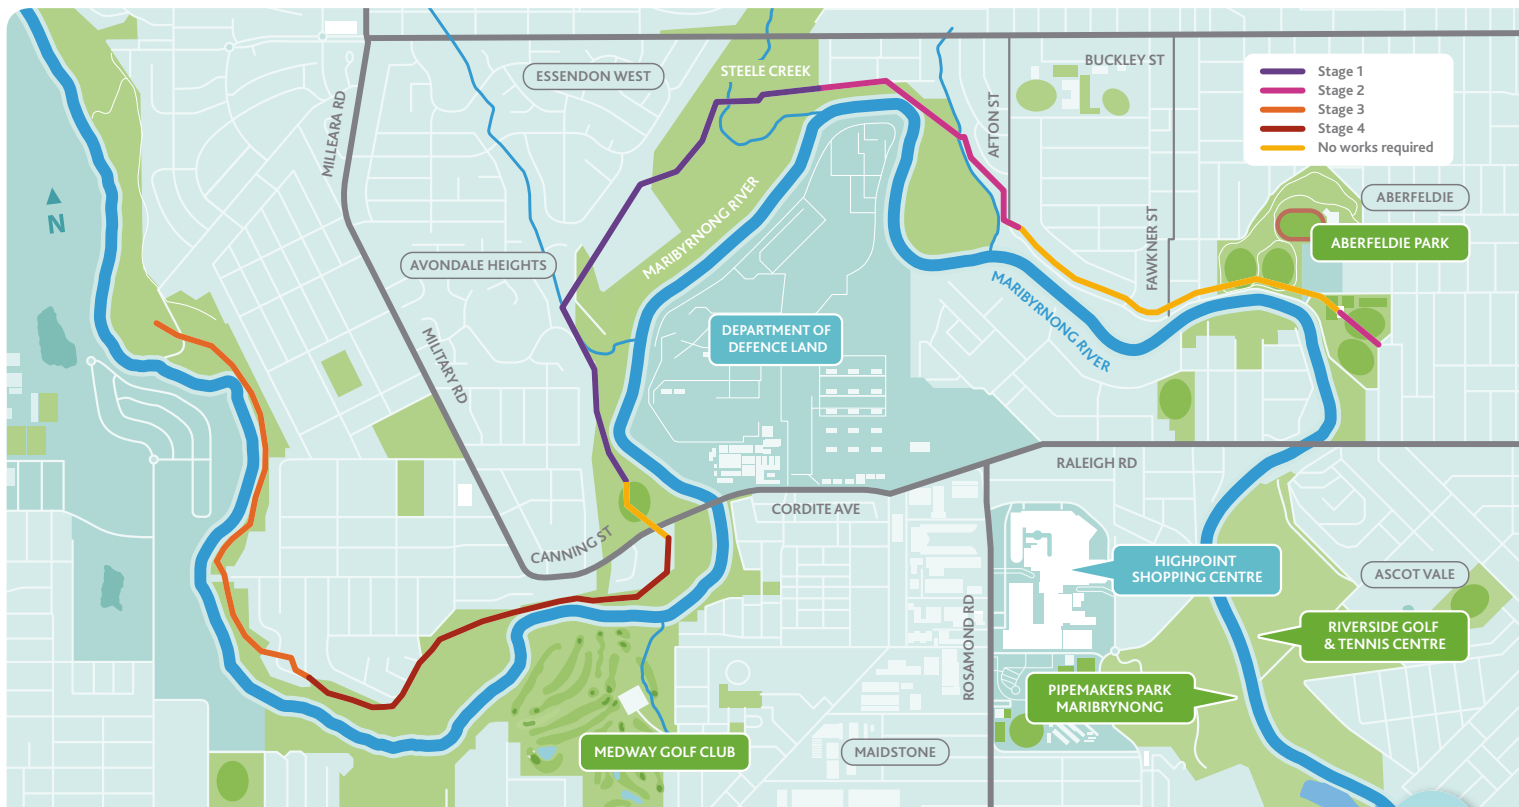 ESSENDON WEST
STEELE CREEK
BUCKLEY ST
Stage 1
Stage 2
Stage 3
Stage 4
No works required
MILLEARA RD
AFTON ST
N
ABERFELDIE
MARIBYRNONG RIVER
FAWKNER ST
ABERFELDIE PARK
AVONDALE HEIGHTS
MARIBYRNONG RIVER
DEPARTMENT OF
DEFENCE LAND
MILITARY RD
RALEIGH RD
CORDITE AVE
CANNING ST
HIGHPOINT
SHOPPING CENTRE
ASCOT VALE
ROSAMOND RD
RIVERSIDE GOLF
& TENNIS CENTRE
PIPEMAKERS PARK
MARIBRYNONG
MEDWAY GOLF CLUB
MAIDSTONE